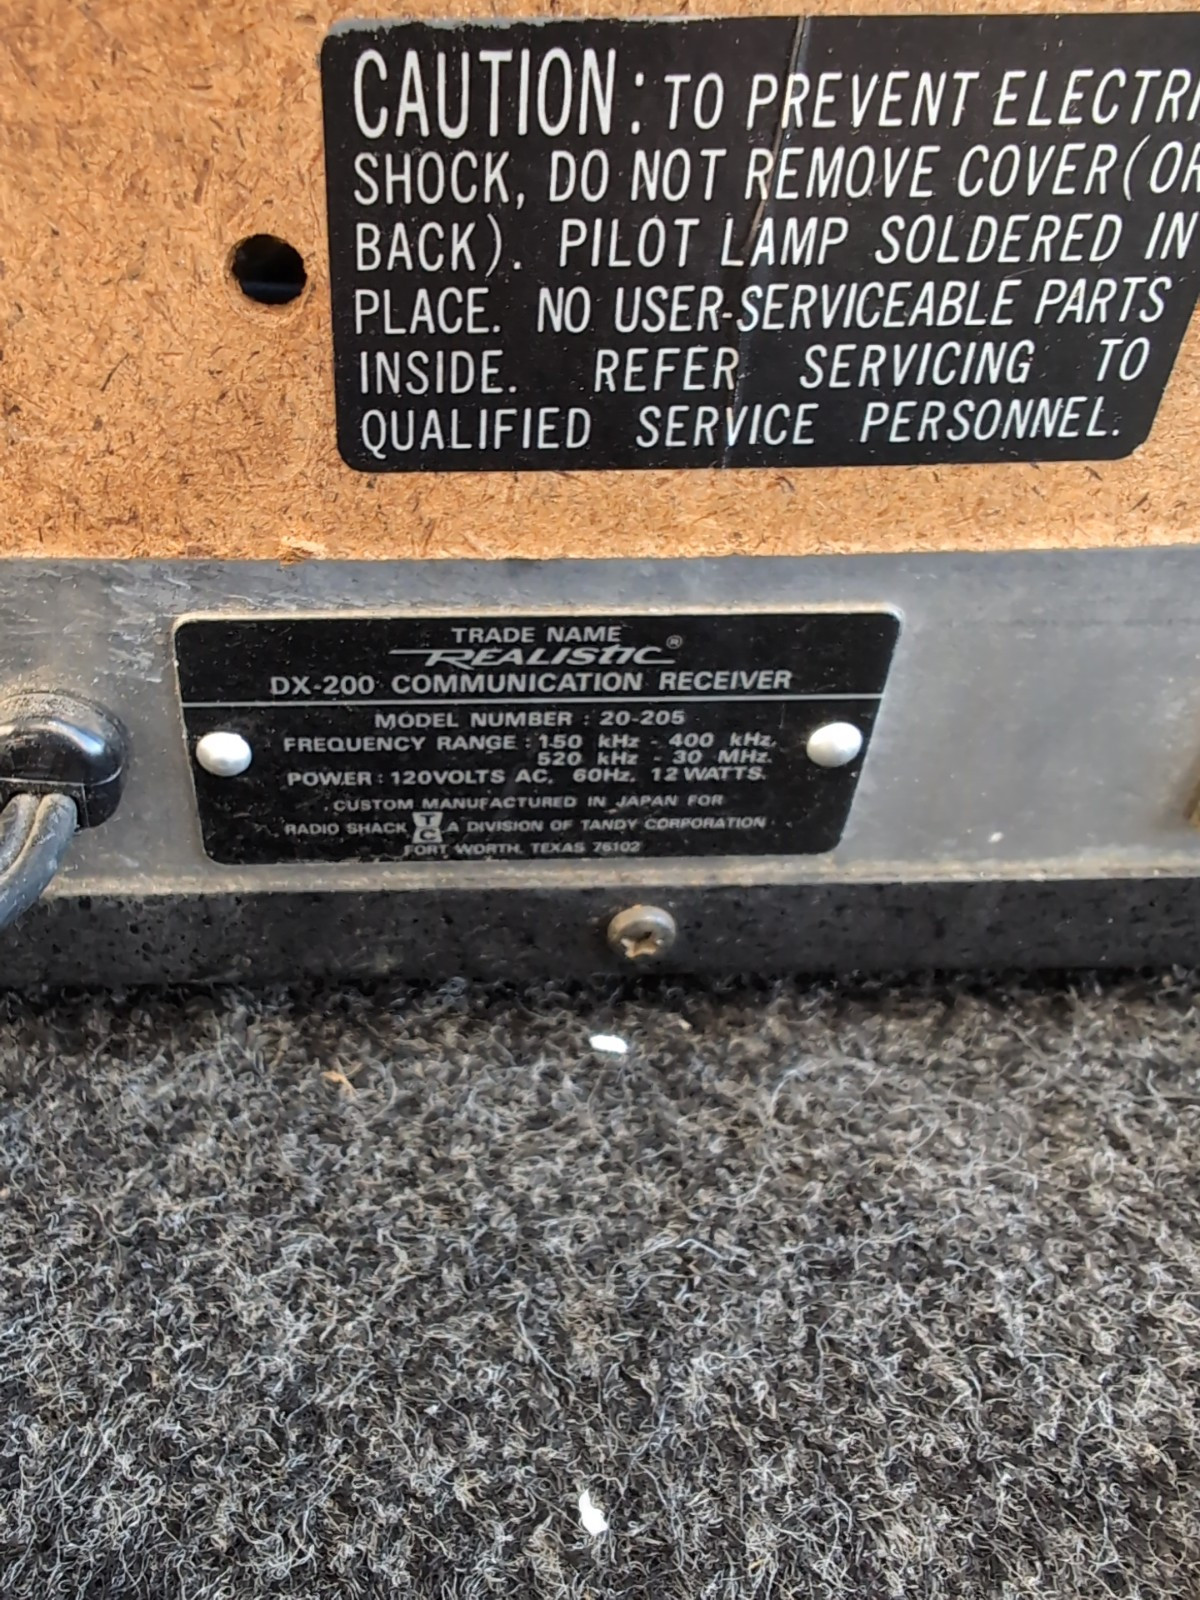 CAUTION: TO PREVENT ELECTRI
SHOCK, DO NOT REMOVE COVER (OR
BACK). PILOT LAMP SOLDERED IN
PLACE. NO USER-SERVICEABLE PARTS
INSIDE. REFER SERVICING TO
QUALIFIED SERVICE PERSONNEL.
TRADE NAME
REALISTIC®
DX-200 COMMUNICATION RECEIVER
MODEL NUMBER : 20-205
FREQUENCY RANGE : 150 kHz - 400 kHz.
520 kHz - 30 MHz.
POWER : 120VOLTS AC, 60Hz, 12 WATTS.
CUSTOM MANUFACTURED IN JAPAN FOR
RADIO SHACK TC A DIVISION OF TANDY CORPORATION
FORT WORTH, TEXAS 76102